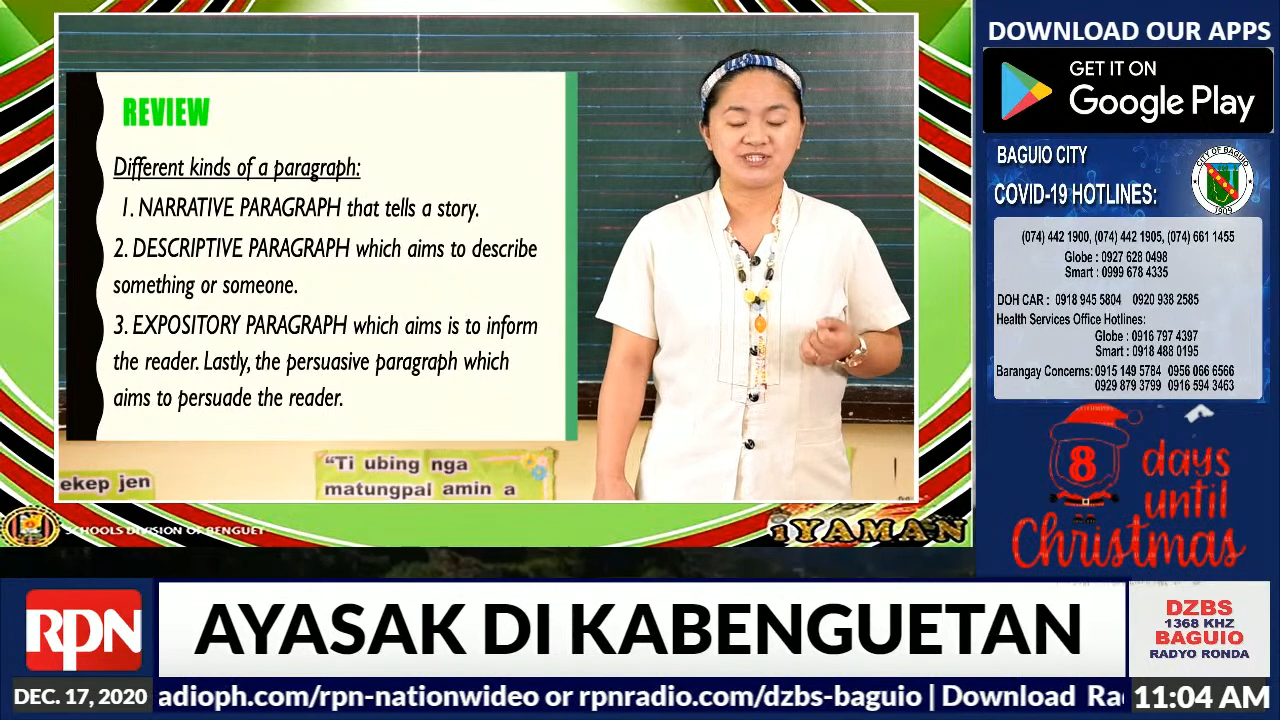 REVIEW
Different kinds of a paragraph:
1. NARRATIVE PARAGRAPH that tells a story.
2. DESCRIPTIVE PARAGRAPH which aims to describe
something or someone.
3. EXPOSITORY PARAGRAPH which aims is to inform
the reader. Lastly, the persuasive paragraph which
aims to persuade the reader.
ekep jen
“Ti ubing nga
matungpal amin a
SCHOOLS DIVISION OF BENGUET
iYAMAN
DOWNLOAD OUR APPS
GET IT ON
Google Play
BAGUIO CITY
COVID-19 HOTLINES:
CITY OF BAGUIO
1909
(074) 442 1900, (074) 442 1905, (074) 661 1455
Globe : 0927 628 0498
Smart : 0999 678 4335
DOH CAR : 0918 945 5804 0920 938 2585
Health Services Office Hotlines:
Globe : 0916 797 4397
Smart : 0918 488 0195
Barangay Concerns: 0915 149 5784 0956 066 6566
0929 879 3799 0916 594 3463
8 days
until
Christmas
RPN
AYASAK DI KABENGUETAN
DZBS
1368 KHZ
BAGUIO
RADYO RONDA
DEC. 17, 2020
adioph.com/rpn-nationwideo or rpnradio.com/dzbs-baguio | Download Ra
11:04 AM